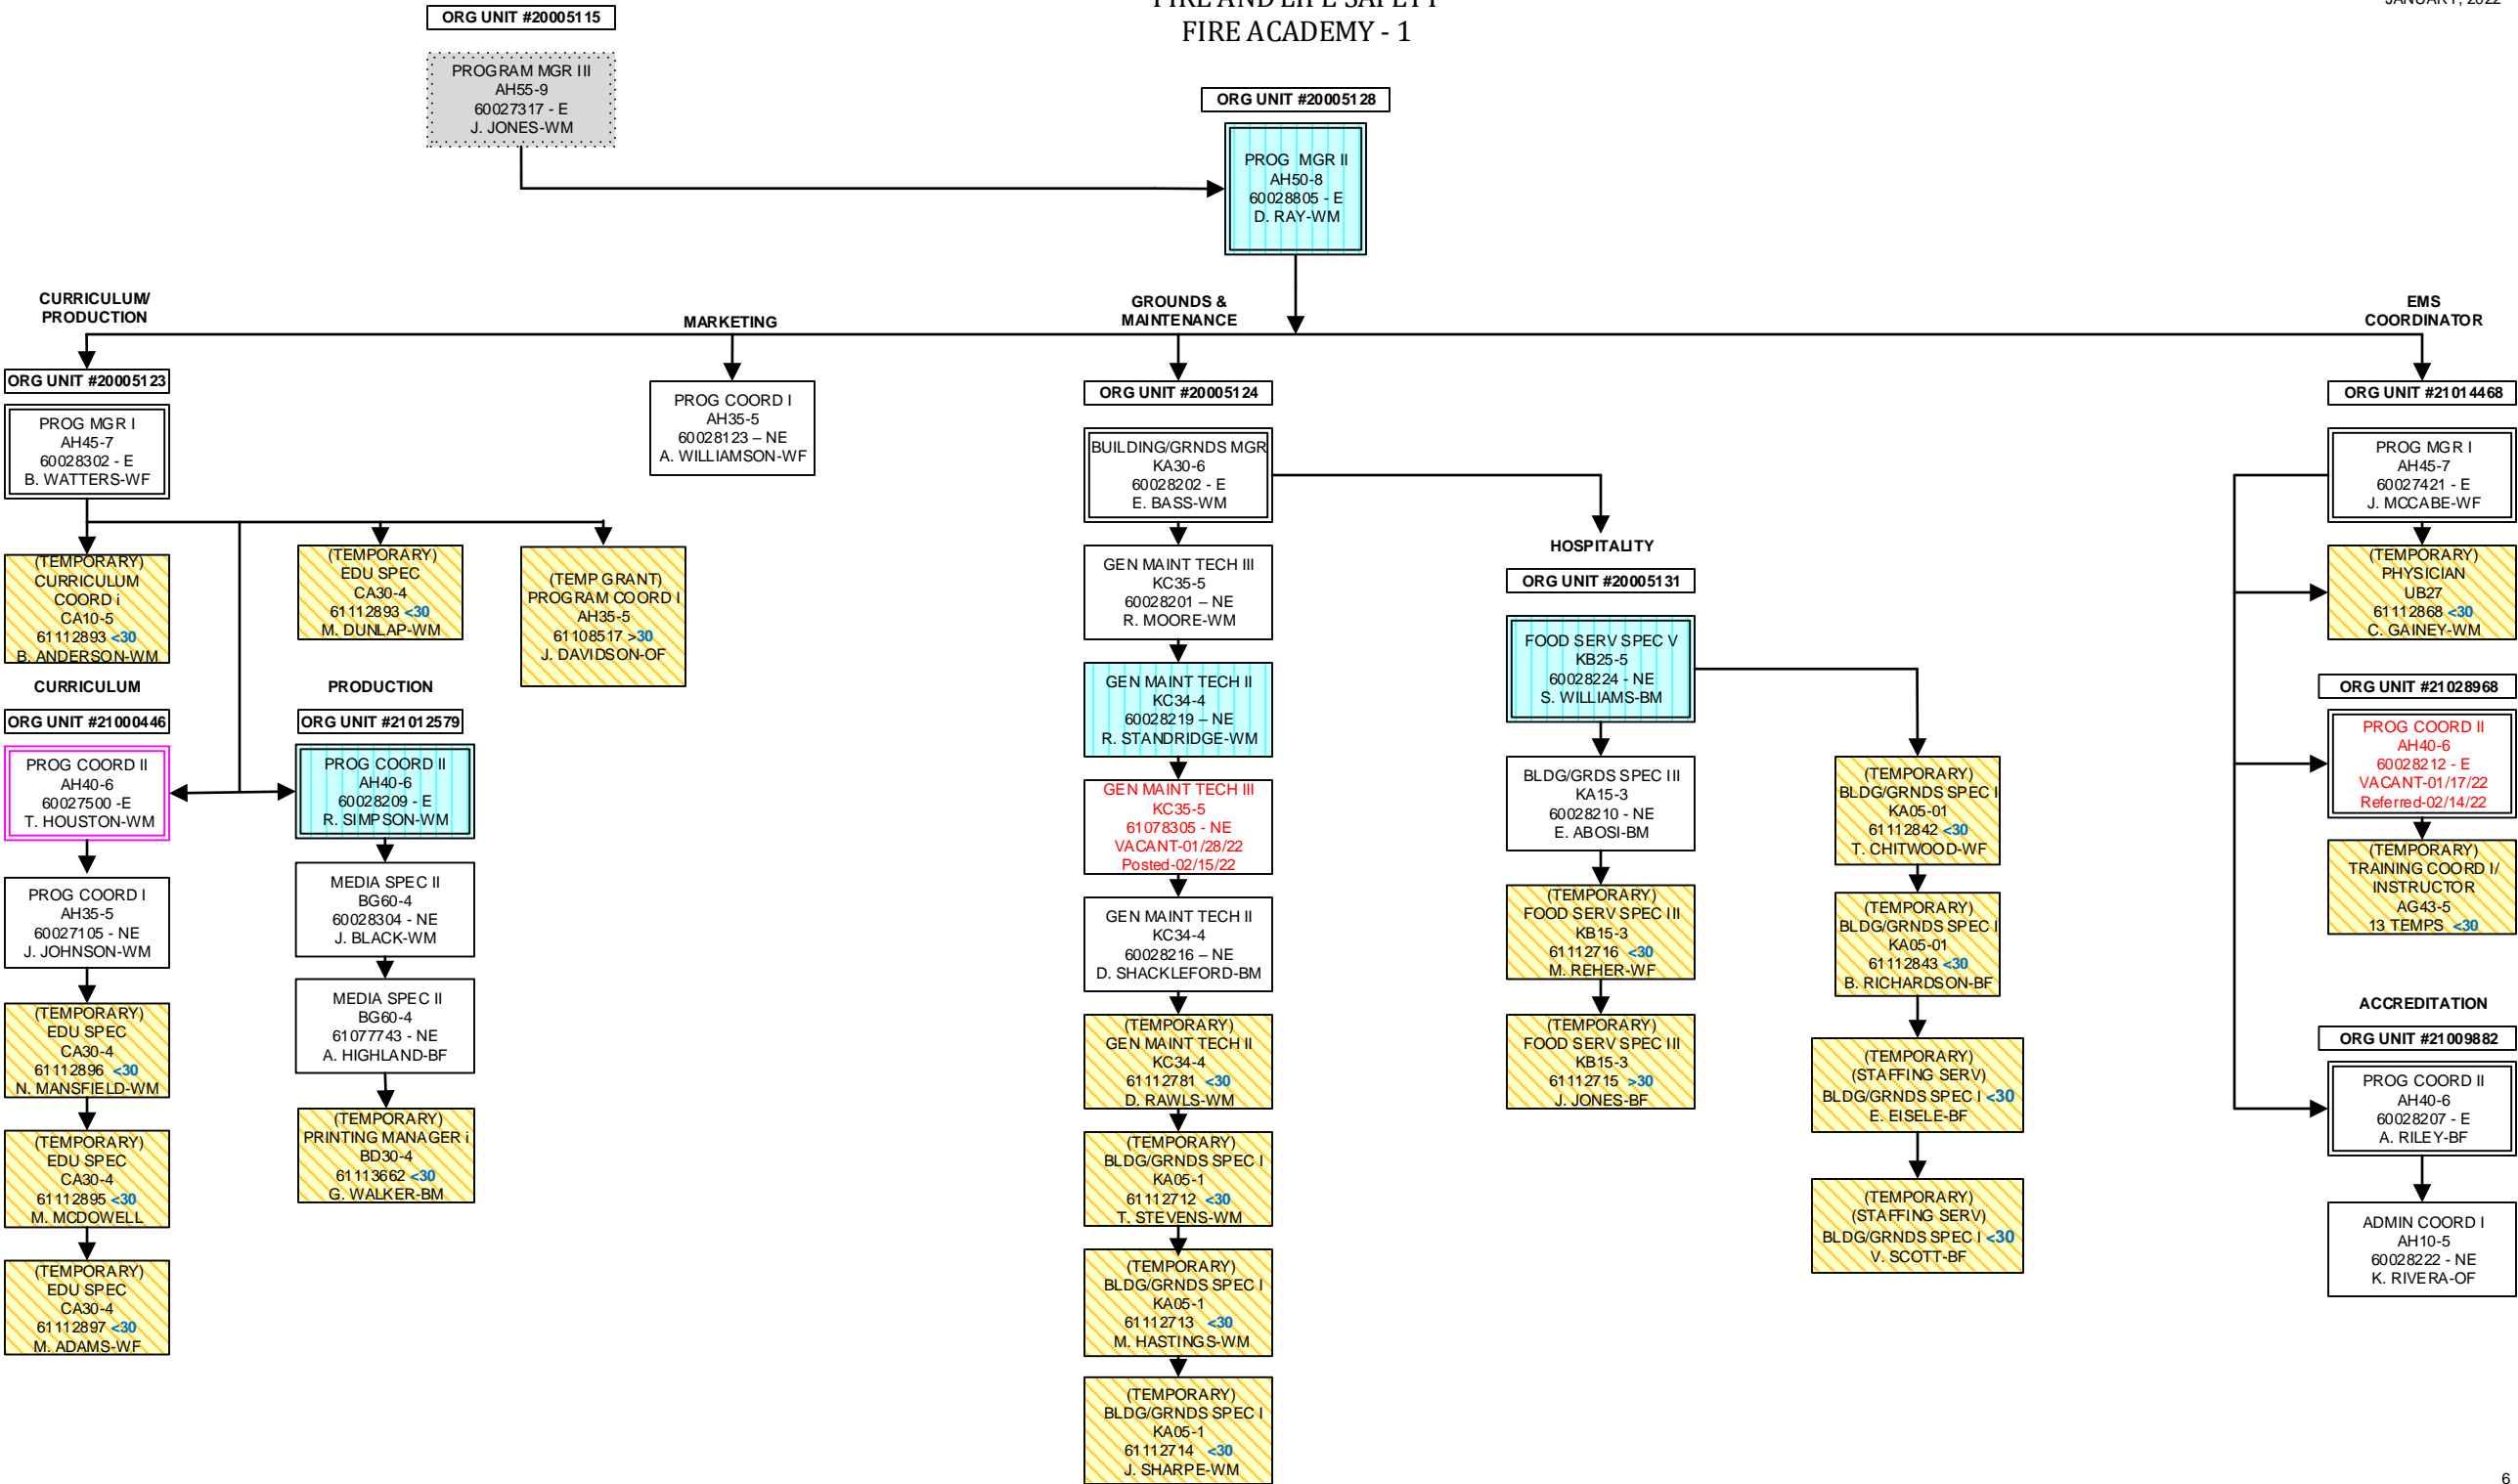 FIRE AND LIFE SAFETY
FIRE ACADEMY - 1
JANUARY, 2022
ORG UNIT #20005115
PROGRAM MGR III
AH55-9
60027317 - E
J. JONES-WM
ORG UNIT #20005128
PROG MGR II
AH50-8
60028805 - E
D. RAY-WM
CURRICULUM/
PRODUCTION
ORG UNIT #20005123
PROG MGR I
AH45-7
60028302 - E
B. WATTERS-WF
(TEMPORARY)
CURRICULUM
COORD i
CA10-5
61112893 <30
B. ANDERSON-WM
(TEMPORARY)
EDU SPEC
CA30-4
61112893 <30
M. DUNLAP-WM
(TEMP GRANT)
PROGRAM COORD I
AH35-5
61108517 >30
J. DAVIDSON-OF
CURRICULUM
ORG UNIT #21000446
PROG COORD II
AH40-6
60027500 -E
T. HOUSTON-WM
PROG COORD I
AH35-5
60027105 - NE
J. JOHNSON-WM
(TEMPORARY)
EDU SPEC
CA30-4
61112896 <30
N. MANSFIELD-WM
(TEMPORARY)
EDU SPEC
CA30-4
61112895 <30
M. MCDOWELL
(TEMPORARY)
EDU SPEC
CA30-4
61112897 <30
M. ADAMS-WF
PRODUCTION
ORG UNIT #21012579
PROG COORD II
AH40-6
60028209 - E
R. SIMPSON-WM
MEDIA SPEC II
BG60-4
60028304 - NE
J. BLACK-WM
MEDIA SPEC II
BG60-4
61077743 - NE
A. HIGHLAND-BF
(TEMPORARY)
PRINTING MANAGER i
BD30-4
61113662 <30
G. WALKER-BM
MARKETING
PROG COORD I
AH35-5
60028123 – NE
A. WILLIAMSON-WF
GROUNDS &
MAINTENANCE
ORG UNIT #20005124
BUILDING/GRNDS MGR
KA30-6
60028202 - E
E. BASS-WM
GEN MAINT TECH III
KC35-5
60028201 – NE
R. MOORE-WM
GEN MAINT TECH II
KC34-4
60028219 – NE
R. STANDRIDGE-WM
GEN MAINT TECH III
KC35-5
61078305 - NE
VACANT-01/28/22
Posted-02/15/22
GEN MAINT TECH II
KC34-4
60028216 – NE
D. SHACKLEFORD-BM
(TEMPORARY)
GEN MAINT TECH II
KC34-4
61112781 <30
D. RAWLS-WM
(TEMPORARY)
BLDG/GRNDS SPEC I
KA05-1
61112712 <30
T. STEVENS-WM
(TEMPORARY)
BLDG/GRNDS SPEC I
KA05-1
61112713 <30
M. HASTINGS-WM
(TEMPORARY)
BLDG/GRNDS SPEC I
KA05-1
61112714 <30
J. SHARPE-WM
HOSPITALITY
ORG UNIT #20005131
FOOD SERV SPEC V
KB25-5
60028224 - NE
S. WILLIAMS-BM
BLDG/GRDS SPEC III
KA15-3
60028210 - NE
E. ABOSI-BM
(TEMPORARY)
FOOD SERV SPEC III
KB15-3
61112716 <30
M. REHER-WF
(TEMPORARY)
FOOD SERV SPEC III
KB15-3
61112715 >30
J. JONES-BF
(TEMPORARY)
BLDG/GRNDS SPEC I
KA05-01
61112842 <30
T. CHITWOOD-WF
(TEMPORARY)
BLDG/GRNDS SPEC I
KA05-01
61112843 <30
B. RICHARDSON-BF
(TEMPORARY)
(STAFFING SERV)
BLDG/GRNDS SPEC I <30
E. EISELE-BF
(TEMPORARY)
(STAFFING SERV)
BLDG/GRNDS SPEC I <30
V. SCOTT-BF
EMS
COORDINATOR
ORG UNIT #21014468
PROG MGR I
AH45-7
60027421 - E
J. MCCABE-WF
(TEMPORARY)
PHYSICIAN
UB27
61112868 <30
C. GAINEY-WM
ORG UNIT #21028968
PROG COORD II
AH40-6
60028212 - E
VACANT-01/17/22
Referred-02/14/22
(TEMPORARY)
TRAINING COORD I/
INSTRUCTOR
AG43-5
13 TEMPS <30
ACCREDITATION
ORG UNIT #21009882
PROG COORD II
AH40-6
60028207 - E
A. RILEY-BF
ADMIN COORD I
AH10-5
60028222 - NE
K. RIVERA-OF
6